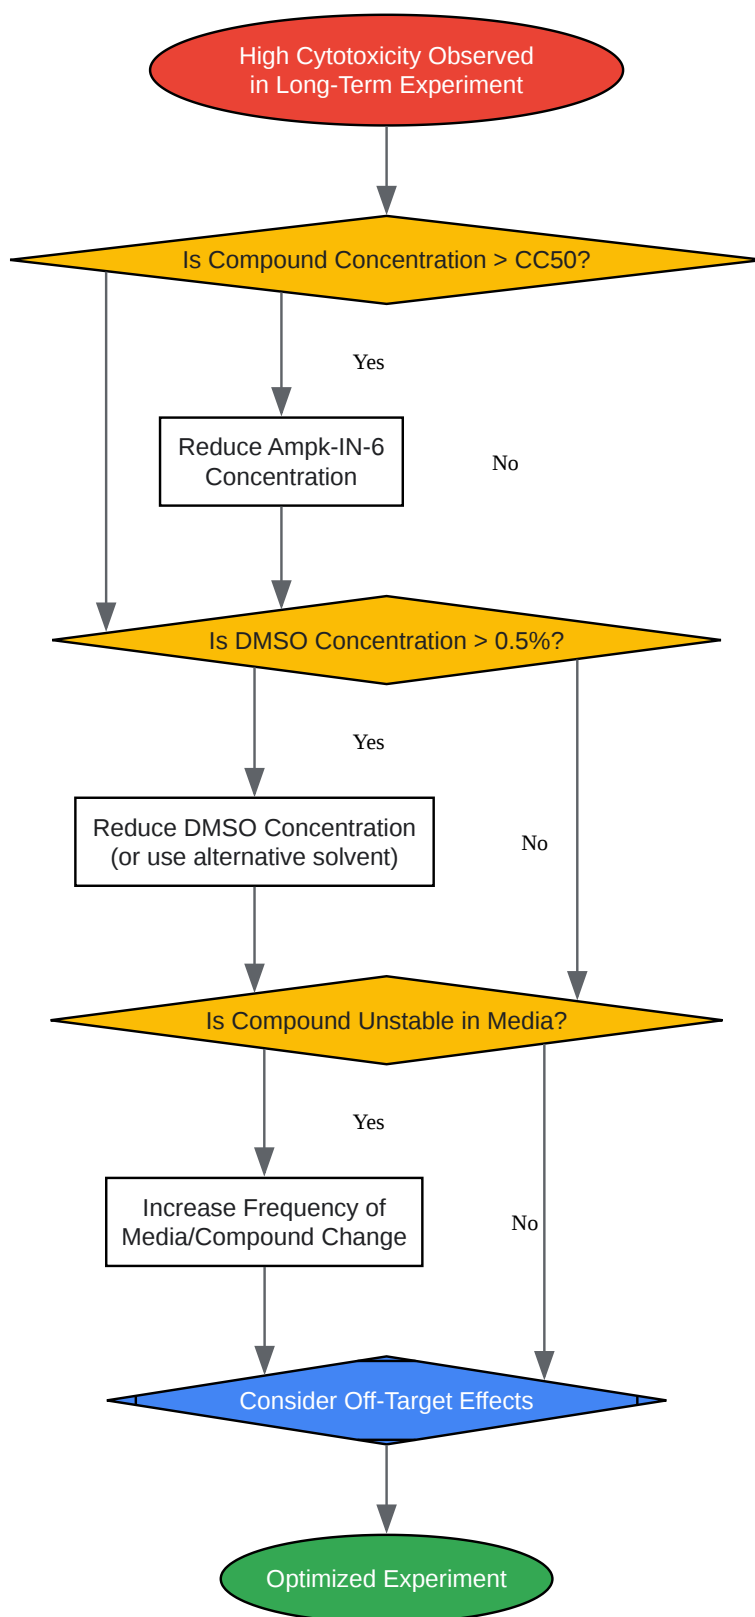 High Cytotoxicity Observed
in Long-Term Experiment
Is Compound Concentration > CC50?
Yes
Reduce Ampk-IN-6
Concentration
No
Is DMSO Concentration > 0.5%?
Yes
Reduce DMSO Concentration
(or use alternative solvent)
No
Is Compound Unstable in Media?
Yes
Increase Frequency of
Media/Compound Change
No
Consider Off-Target Effects
Optimized Experiment